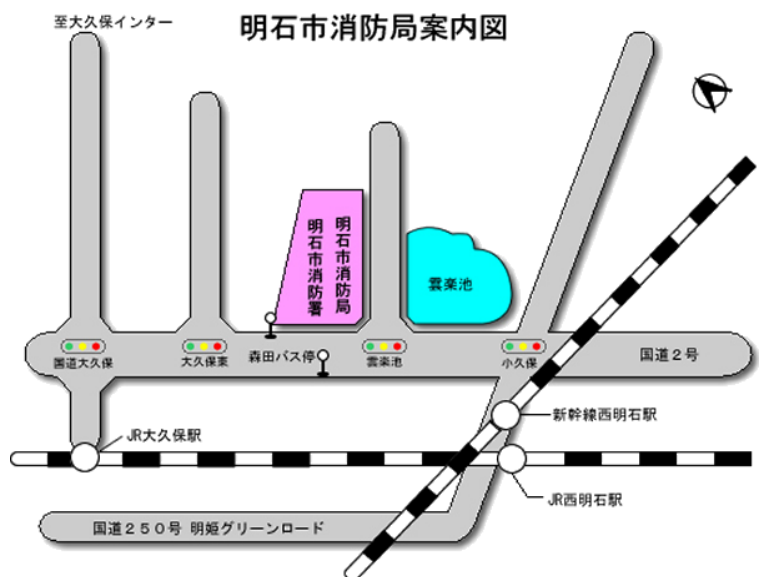 明石市消防局案内図
至大久保インター
明石市消防局
明石市消防署
雲楽池
国道大久保
大久保東
森田バス停
雲楽池
小久保
国道2号
JR大久保駅
新幹線西明石駅
JR西明石駅
国道250号 明姫グリーンロード